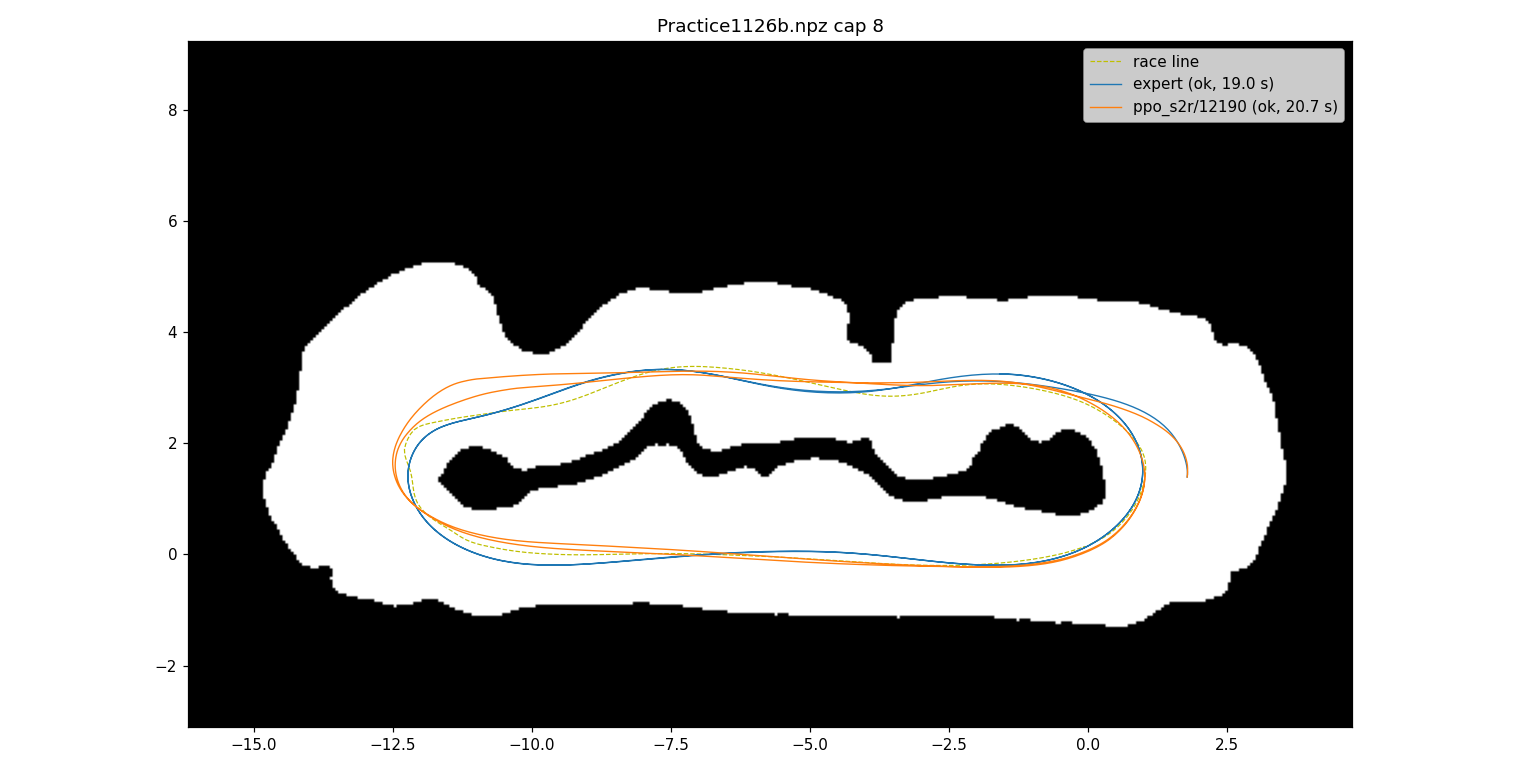 Practice1126b.npz cap 8
race line
expert (ok, 19.0 s)
ppo_s2r/12190 (ok, 20.7 s)
8
6
4
2
0
−2
−15.0 −12.5 −10.0 −7.5 −5.0 −2.5 0.0 2.5